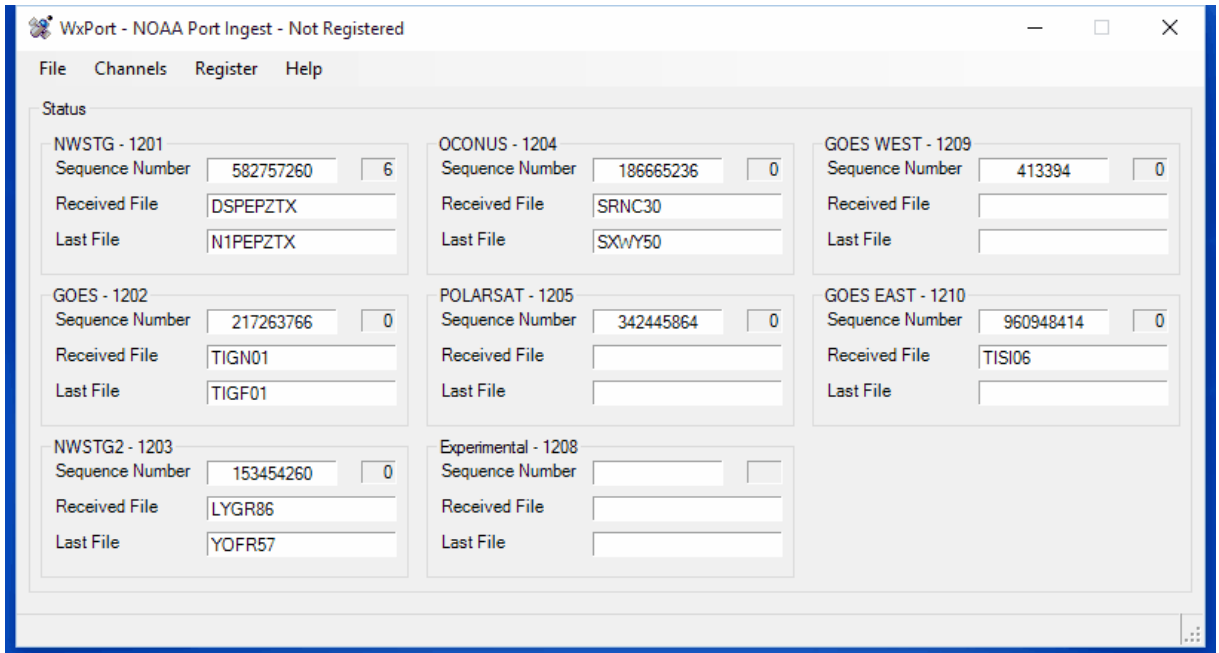 WxPort - NOAA Port Ingest - Not Registered
File Channels Register Help
Status
NWSTG - 1201
Sequence Number 582757260 6
Received File DSPEPZTX
Last File N1PEPZTX
OCONUS - 1204
Sequence Number 186665236 0
Received File SRNC30
Last File SXWY50
GOES WEST - 1209
Sequence Number 413394 0
Received File
Last File
GOES - 1202
Sequence Number 217263766 0
Received File TIGN01
Last File TIGF01
POLARSAT - 1205
Sequence Number 342445864 0
Received File
Last File
GOES EAST - 1210
Sequence Number 960948414 0
Received File TISI06
Last File
NWSTG2 - 1203
Sequence Number 153454260 0
Received File LYGR86
Last File YOFR57
Experimental - 1208
Sequence Number
Received File
Last File